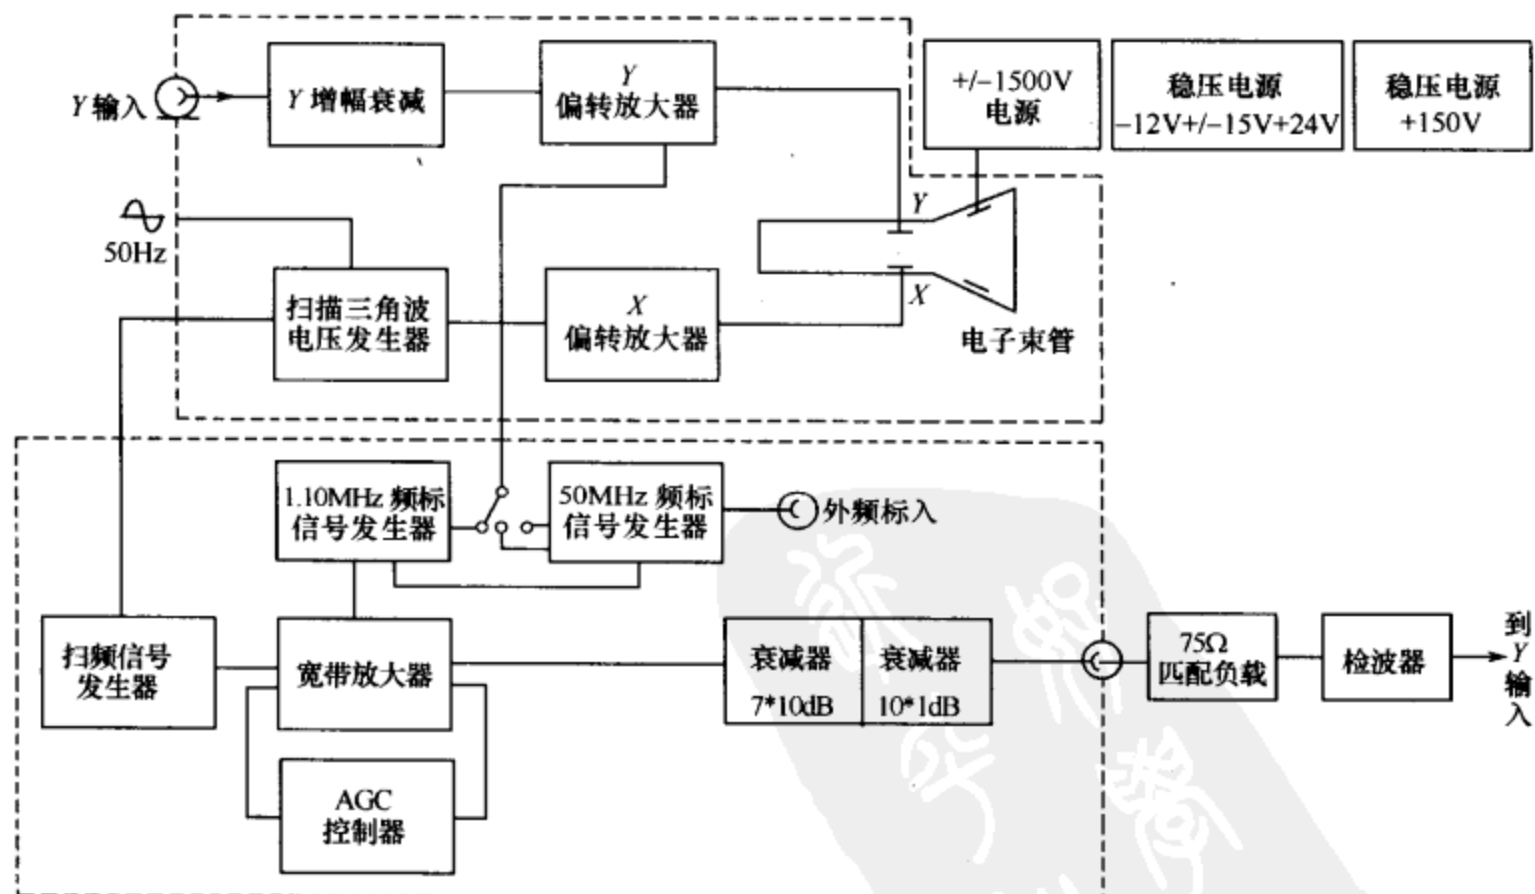 Y 输入
Y 增幅衰减
Y
偏转放大器
+/−1500V
电源
稳压电源
−12V+/−15V+24V
稳压电源
+150V
50Hz
扫描三角波
电压发生器
X
偏转放大器
Y
X
电子束管
1.10MHz 频标
信号发生器
50MHz 频标
信号发生器
外频标入
扫频信号
发生器
宽带放大器
衰减器
7*10dB
衰减器
10*1dB
75Ω
匹配负载
检波器
到
Y
输
入
AGC
控制器